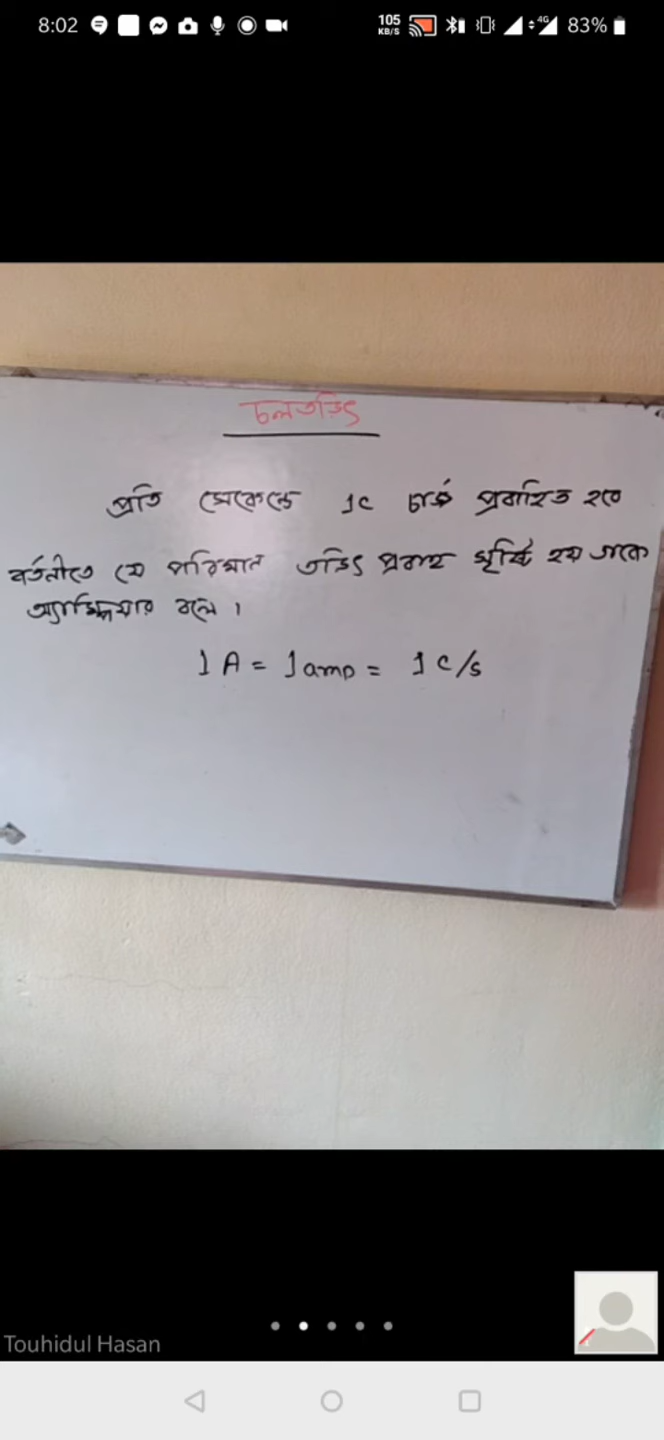 8:02
105
KB/S
4G
83%
চলতড়িৎ
প্রতি সেকেন্ডে 1C চার্জ প্রবাহিত হলে
বর্তনীতে যে পরিমান তড়িৎ প্রবাহ সৃষ্টি হয় তাকে
অ্যাম্পিয়ার বলে।
1 A = 1 amp = 1 C/s
Touhidul Hasan